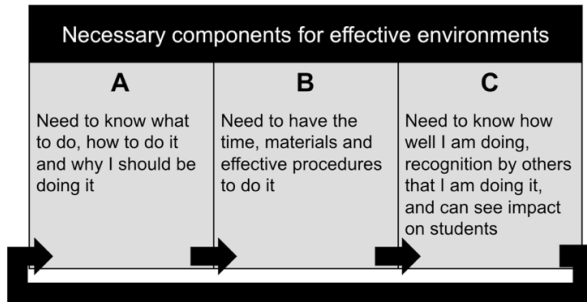 Necessary components for effective environments
A
Need to know what
to do, how to do it
and why I should be
doing it
B
Need to have the
time, materials and
effective procedures
to do it
C
Need to know how
well I am doing,
recognition by others
that I am doing it,
and can see impact
on students